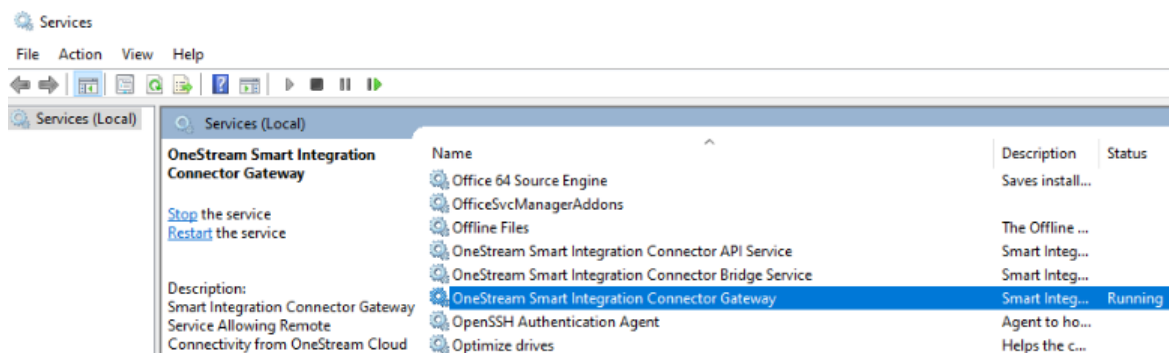 Services
File Action View Help
Services (Local)
Services (Local)
OneStream Smart Integration
Connector Gateway
Stop the service
Restart the service
Description:
Smart Integration Connector Gateway
Service Allowing Remote
Connectivity from OneStream Cloud
Name Description Status
Office 64 Source Engine Saves install...
OfficeSvcManagerAddons
Offline Files The Offline ...
OneStream Smart Integration Connector API Service Smart Integ...
OneStream Smart Integration Connector Bridge Service Smart Integ...
OneStream Smart Integration Connector Gateway Smart Integ... Running
OpenSSH Authentication Agent Agent to ho...
Optimize drives Helps the c...